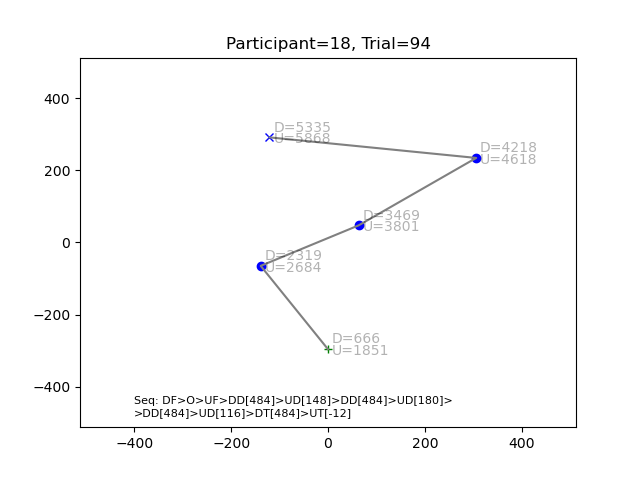 Participant=18, Trial=94
400
200
0
−200
−400
D=5335
U=5868
D=4218
U=4618
D=3469
U=3801
D=2319
U=2684
D=666
U=1851
Seq: DF>O>UF>DD[484]>UD[148]>DD[484]>UD[180]>
>DD[484]>UD[116]>DT[484]>UT[-12]
−400 −200 0 200 400